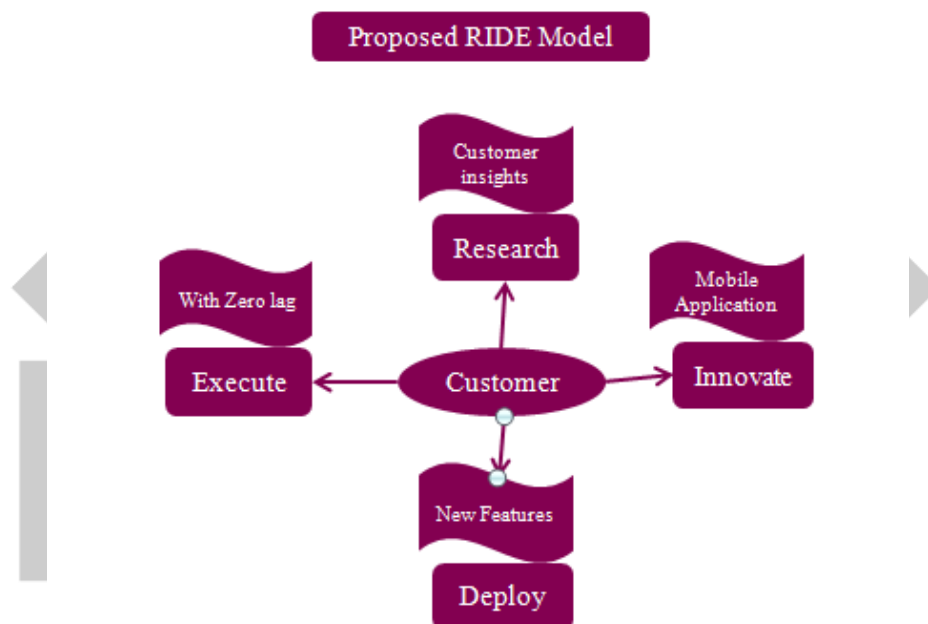 Proposed RIDE Model
Customer
insights
Research
With Zero lag
Execute
Customer
Mobile
Application
Innovate
New Features
Deploy